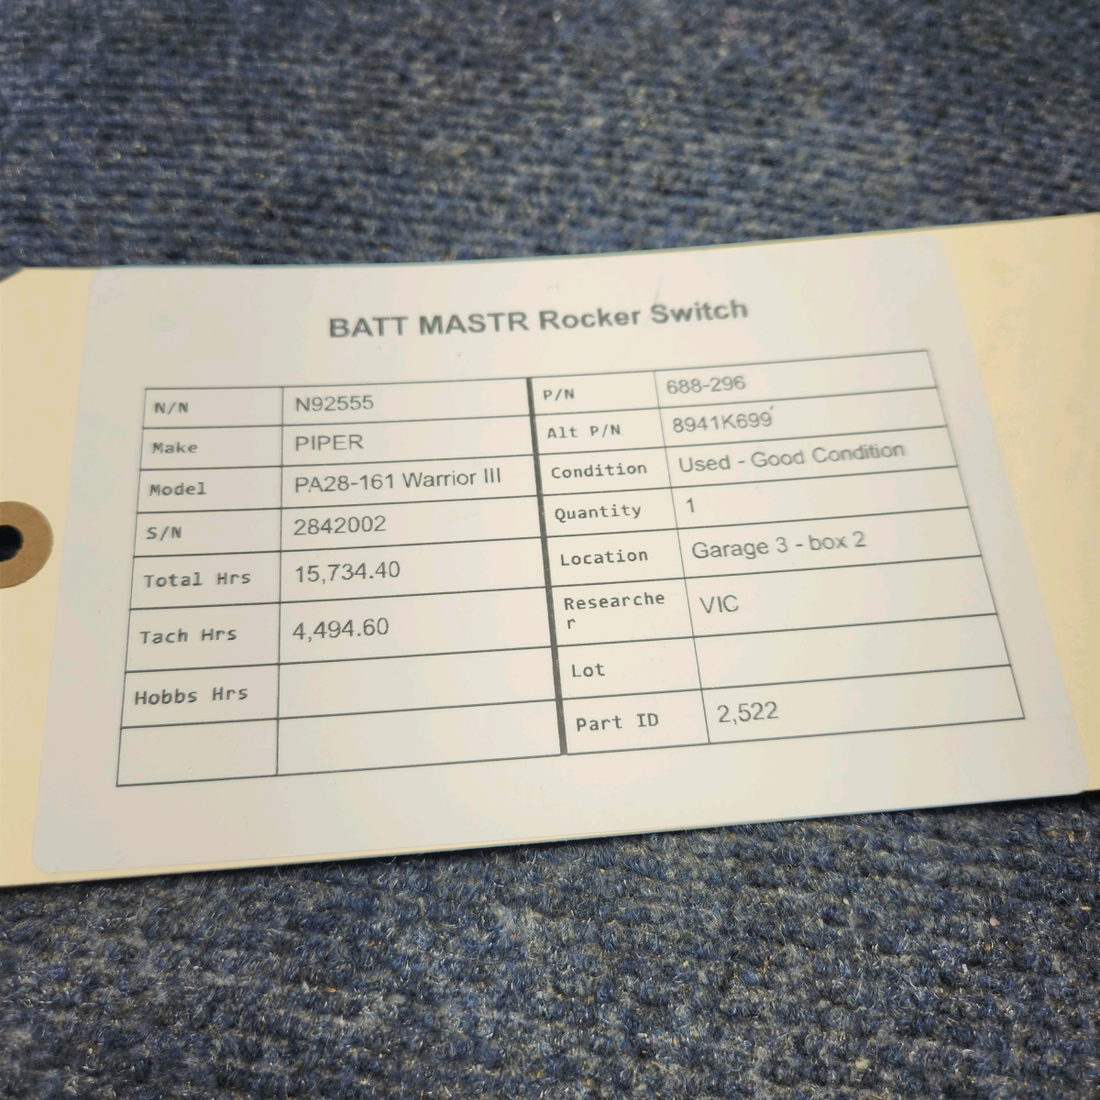 BATT MASTR Rocker Switch
N/N N92555 P/N 688-296
Make PIPER Alt P/N 8941K699
Model PA28-161 Warrior III Condition Used - Good Condition
S/N 2842002 Quantity 1
Total Hrs 15,734.40 Location Garage 3 - box 2
Tach Hrs 4,494.60 Researche
r VIC
Hobbs Hrs Lot
Part ID 2,522